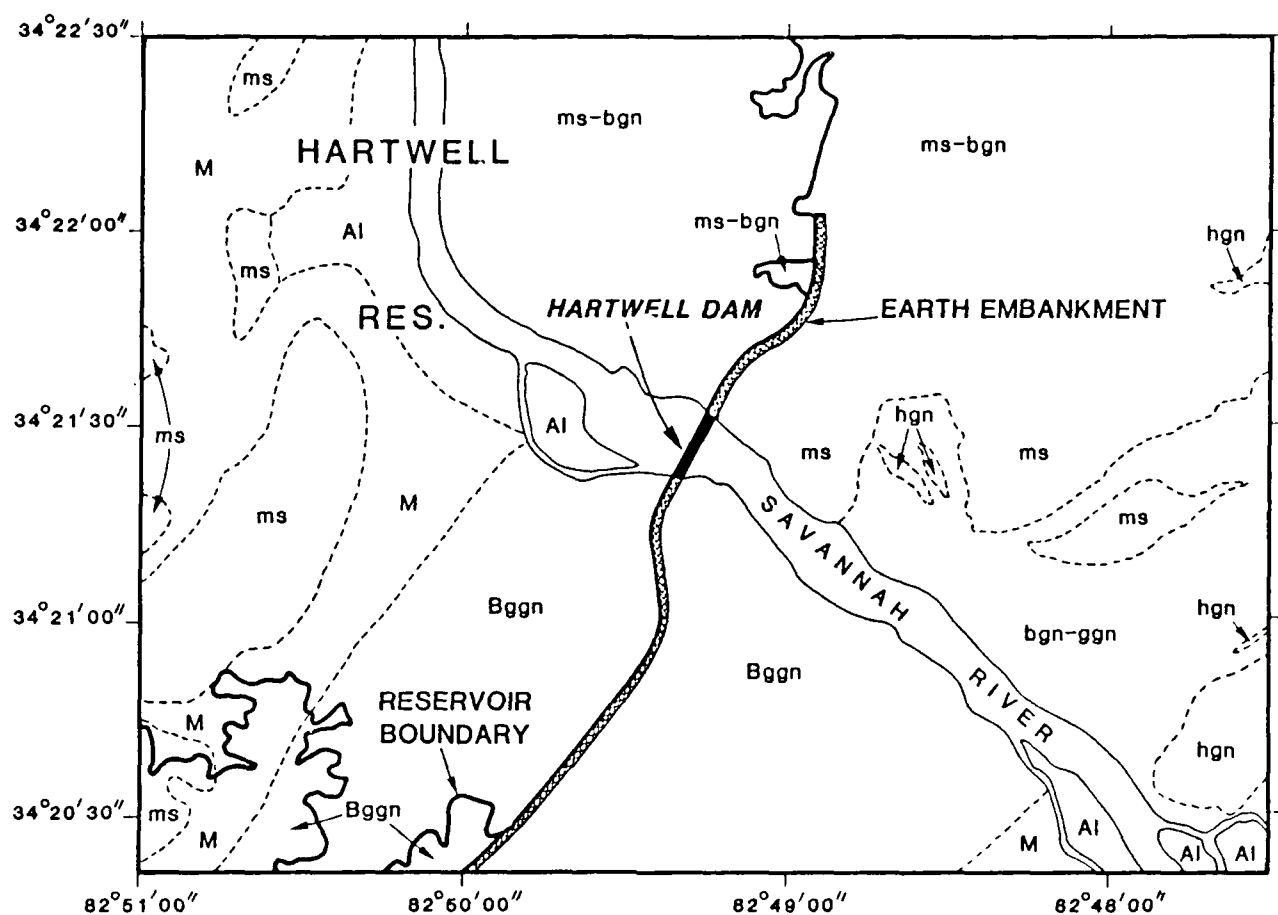 34°22'30"
ms
ms-bgn
HARTWELL
ms-bgn
M
34°22'00"
Al
ms-bgn
hgn
ms
RES.
HARTWELL DAM
EARTH EMBANKMENT
34°21'30"
ms
Al
ms
hgn
ms
ms
M
ms
SAVANNAH
34°21'00"
Bggn
bgn-ggn
hgn
Bggn
RIVER
RESERVOIR
BOUNDARY
M
hgn
34°20'30"
ms
Bggn
M
M
Al
Al
Al
82°51'00"
82°50'00"
82°49'00"
82°48'00"